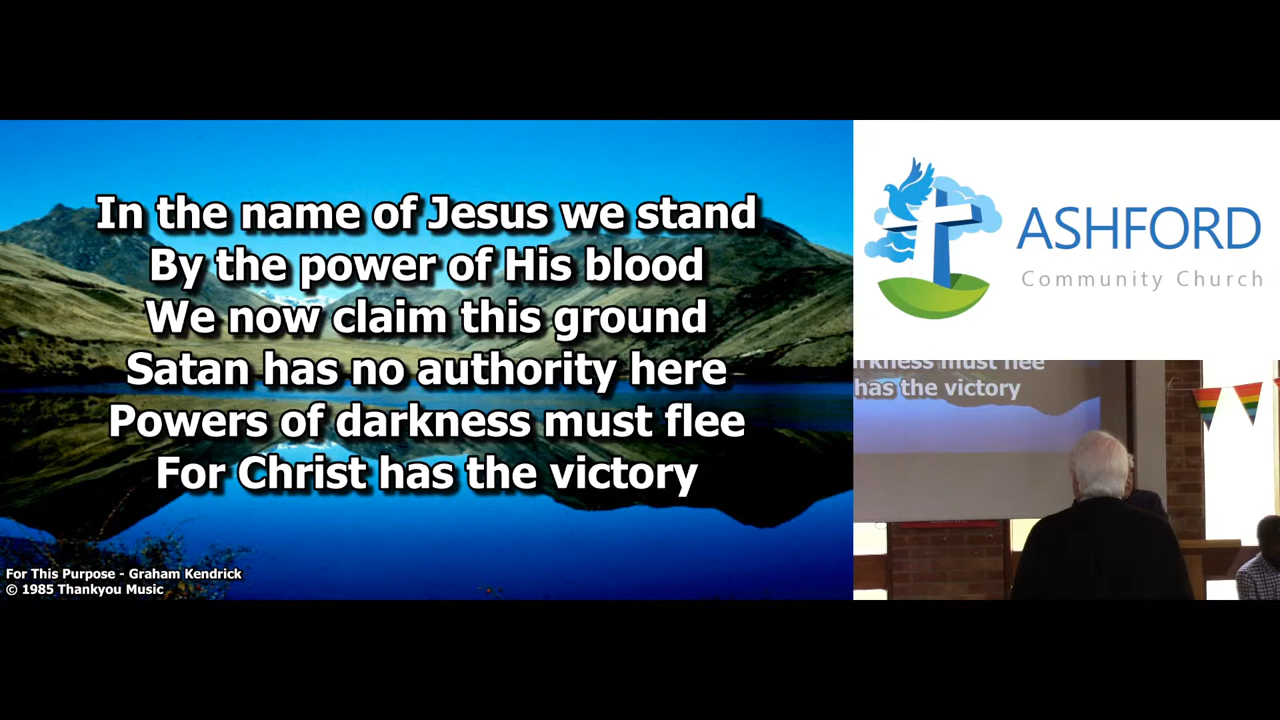 In the name of Jesus we stand
By the power of His blood
We now claim this ground
Satan has no authority here
Powers of darkness must flee
For Christ has the victory
For This Purpose - Graham Kendrick
© 1985 Thankyou Music
ASHFORD
Community Church
must flee
has the victory